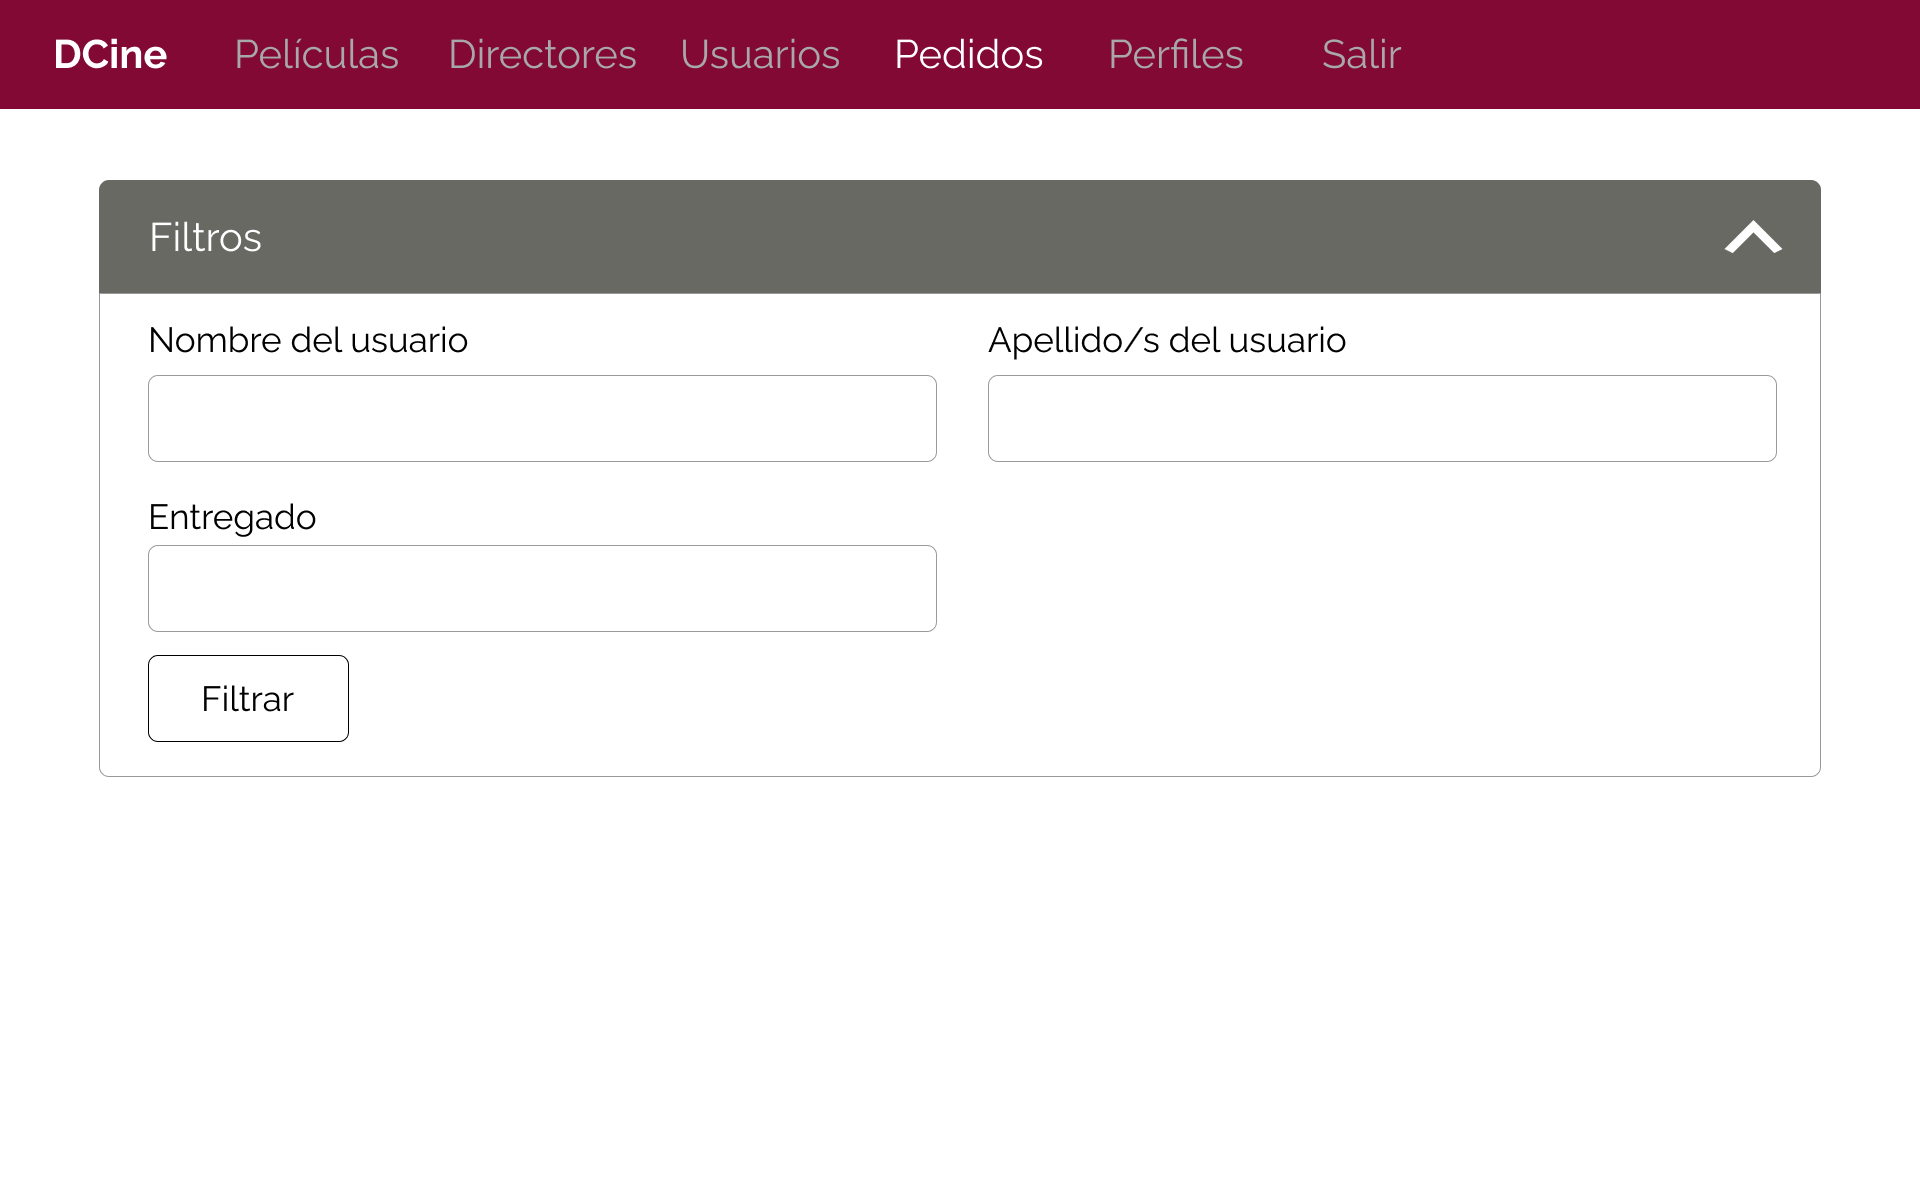 DCine Películas Directores Usuarios Pedidos Perfiles Salir
Filtros
Nombre del usuario Apellido/s del usuario
Entregado
Filtrar